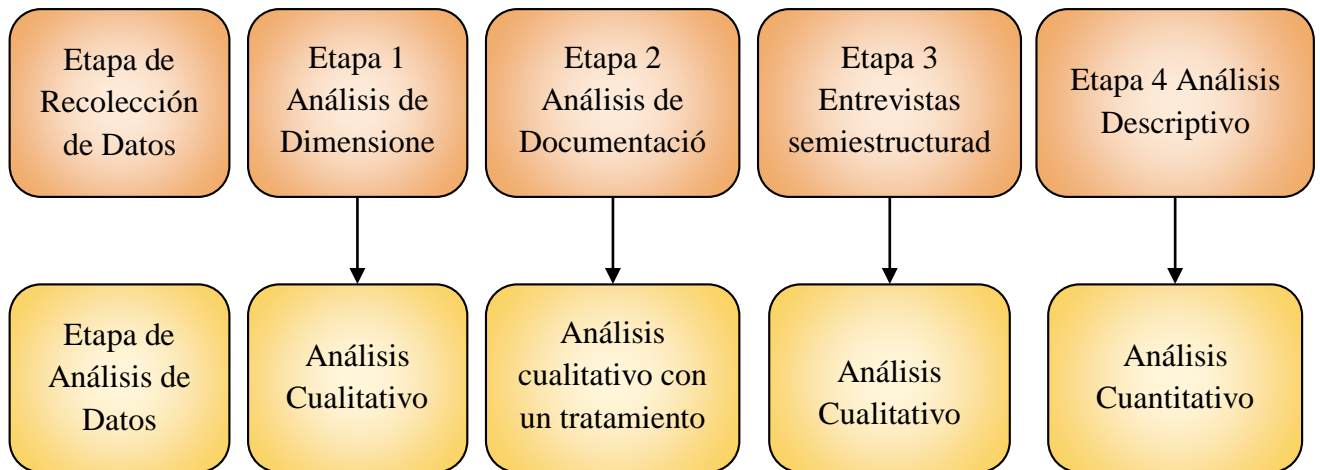 Etapa de
Recolección
de Datos
Etapa 1
Análisis de
Dimensione
Etapa 2
Análisis de
Documentació
Etapa 3
Entrevistas
semiestructurad
Etapa 4 Análisis
Descriptivo
Etapa de
Análisis de
Datos
Análisis
Cualitativo
Análisis
cualitativo con
un tratamiento
Análisis
Cualitativo
Análisis
Cuantitativo